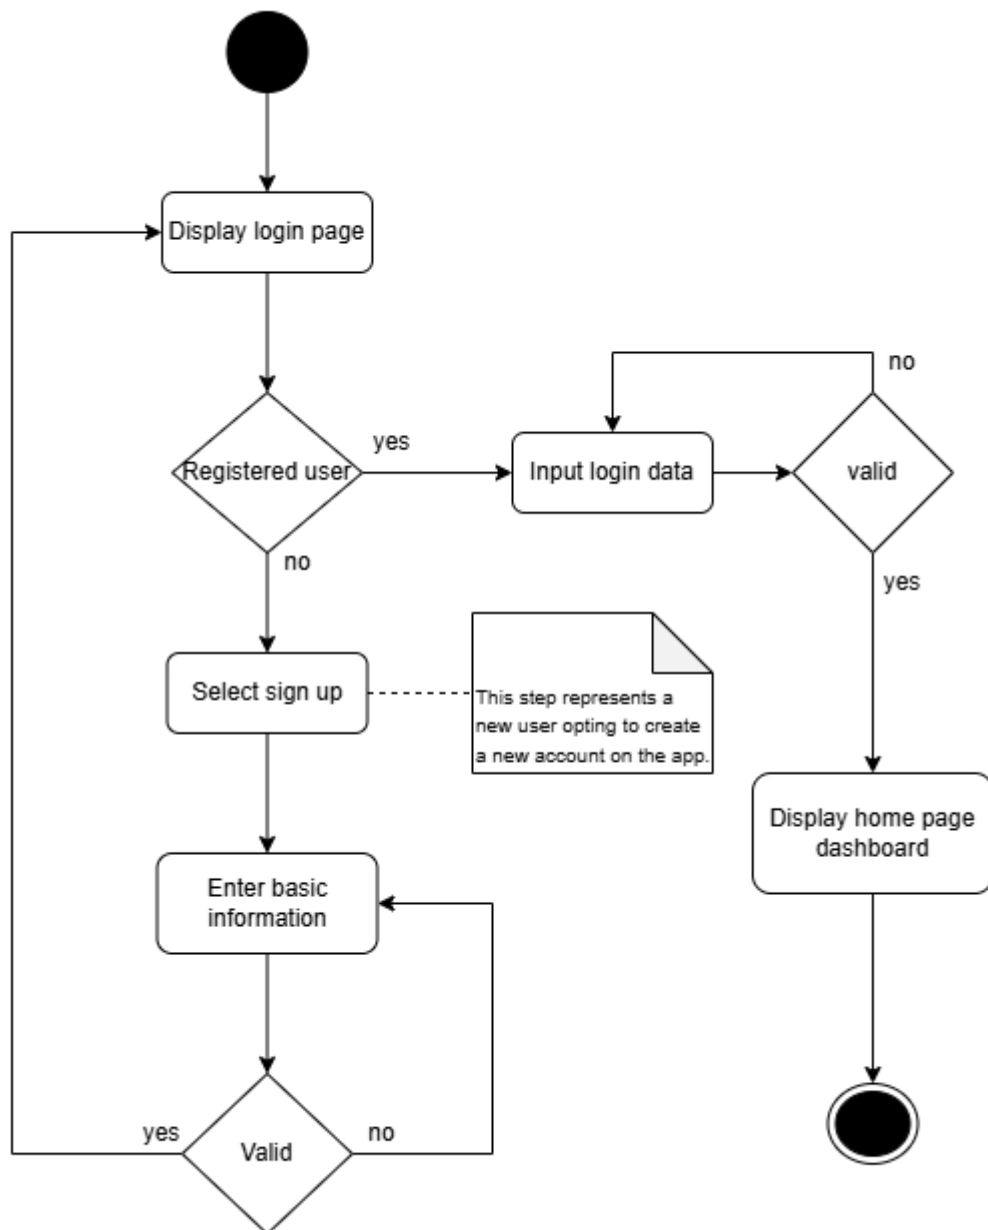 Display login page
no
yes
Registered user
Input login data
valid
no
yes
Select sign up
This step represents a
new user opting to create
a new account on the app.
Display home page
dashboard
Enter basic
information
yes
no
Valid